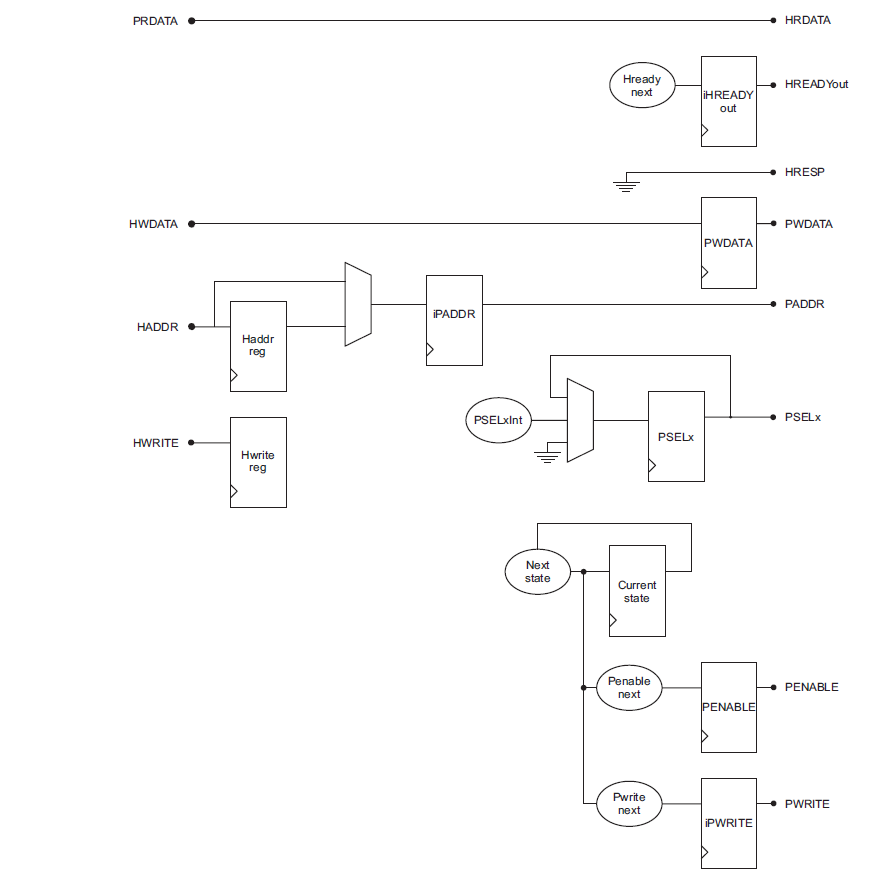 PRDATA
HRDATA
Hready
next
iHREADY
out
HREADYout
HRESP
HWDATA
PWDATA
PWDATA
HADDR
Haddr
reg
iPADDR
PADDR
HWRITE
Hwrite
reg
PSELxInt
PSELx
PSELx
Next
state
Current
state
Penable
next
PENABLE
PENABLE
Pwrite
next
iPWRITE
PWRITE